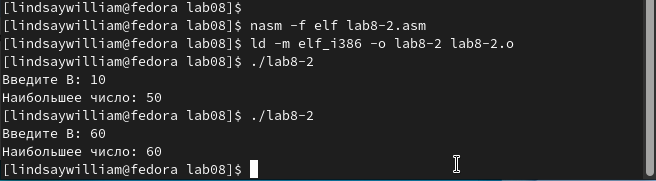 [lindsaywilliam@fedora lab08]$
[lindsaywilliam@fedora lab08]$ nasm -f elf lab8-2.asm
[lindsaywilliam@fedora lab08]$ ld -m elf_i386 -o lab8-2 lab8-2.o
[lindsaywilliam@fedora lab08]$ ./lab8-2
Введите В: 10
Наибольшее число: 50
[lindsaywilliam@fedora lab08]$ ./lab8-2
Введите В: 60
Наибольшее число: 60
[lindsaywilliam@fedora lab08]$